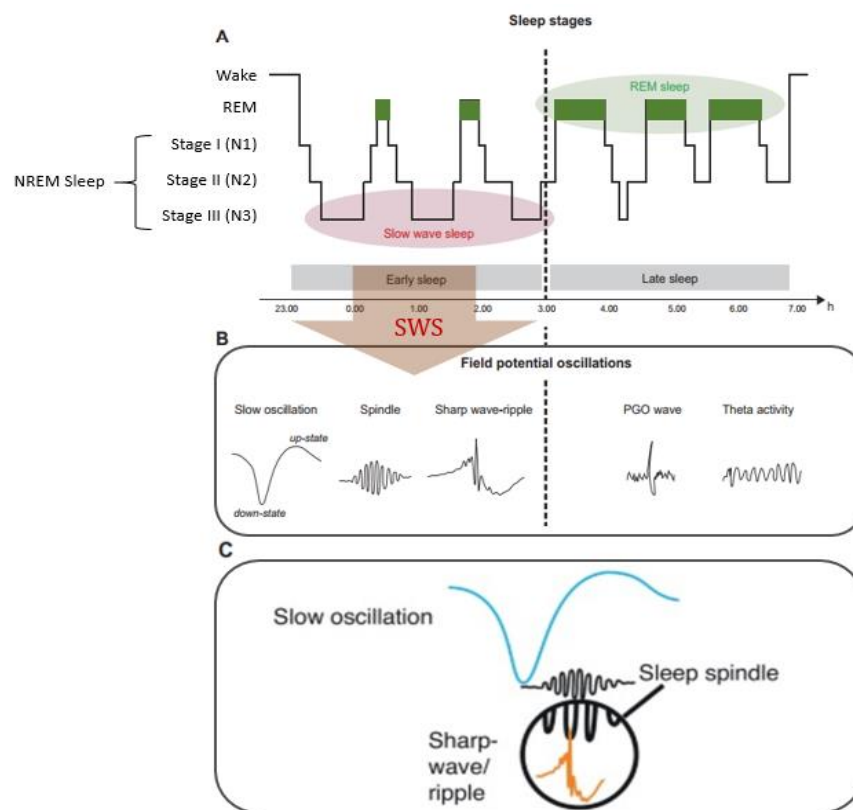 Sleep stages
A
Wake
REM sleep
REM
Stage I (N1)
NREM Sleep
Stage II (N2)
Stage III (N3)
Slow wave sleep
Early sleep
Late sleep
23.00 0.00 1.00 2.00 3.00 4.00 5.00 6.00 7.00 h
SWS
B
Field potential oscillations
Slow oscillation Spindle Sharp wave-ripple PGO wave Theta activity
up-state
down-state
C
Slow oscillation
Sleep spindle
Sharp-
wave/
ripple